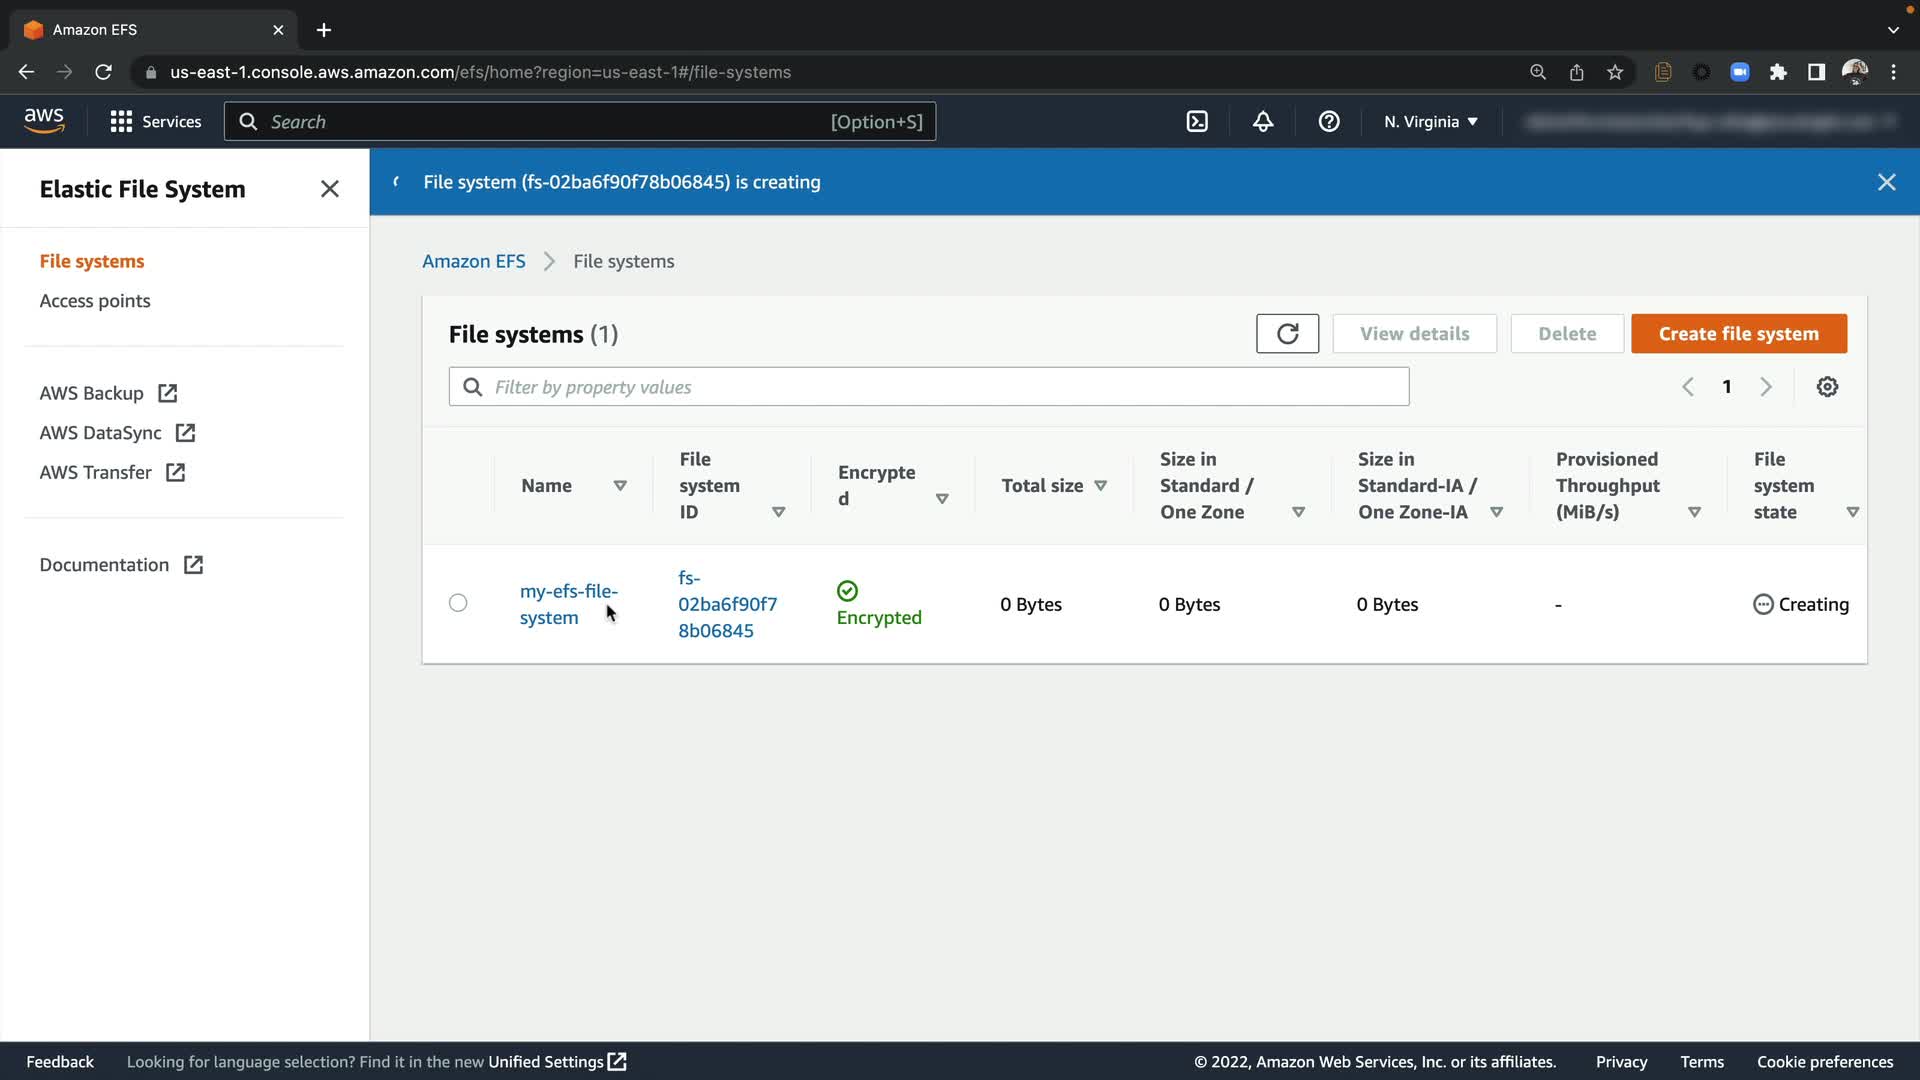 Amazon EFS
us-east-1.console.aws.amazon.com/efs/home?region=us-east-1#/file-systems
aws
Services
Search
[Option+S]
N. Virginia
Elastic File System
File systems
Access points
AWS Backup
AWS DataSync
AWS Transfer
Documentation
File system (fs-02ba6f90f78b06845) is creating
Amazon EFS
File systems
File systems (1)
View details
Delete
Create file system
Filter by property values
1
Name
File
system
ID
Encrypte
d
Total size
Size in
Standard /
One Zone
Size in
Standard-IA /
One Zone-IA
Provisioned
Throughput
(MiB/s)
File
system
state
my-efs-file-
system
fs-
02ba6f90f7
8b06845
Encrypted
0 Bytes
0 Bytes
0 Bytes
-
Creating
Feedback
Looking for language selection? Find it in the new Unified Settings
© 2022, Amazon Web Services, Inc. or its affiliates.
Privacy
Terms
Cookie preferences